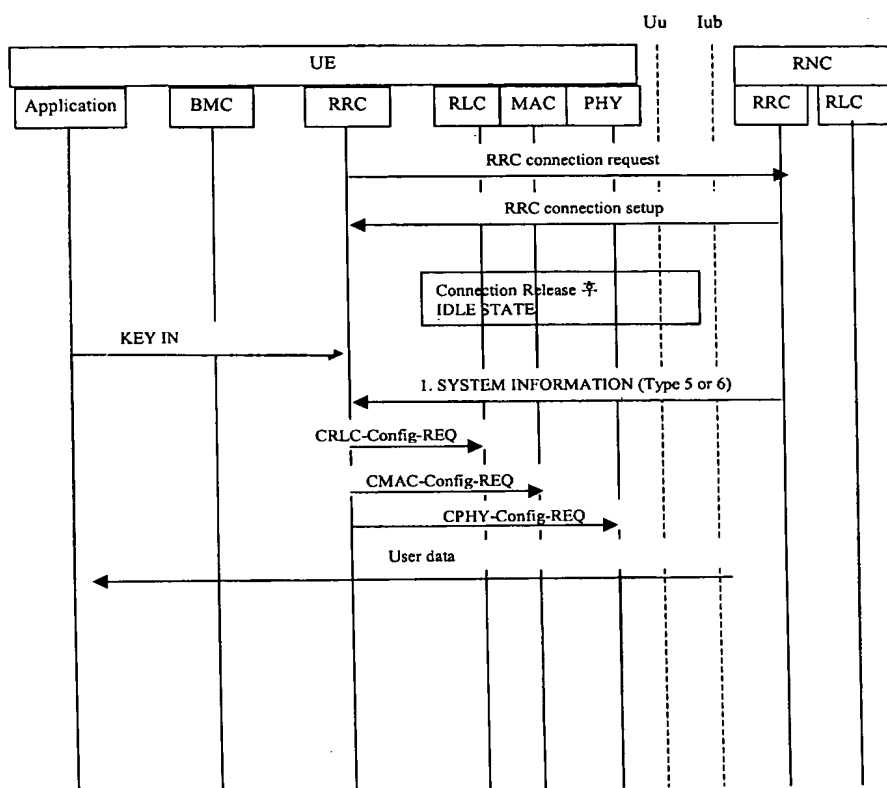 Uu Iub
UE RNC
Application BMC RRC RLC MAC PHY RRC RLC
RRC connection request
RRC connection setup
Connection Release 후
IDLE STATE
KEY IN
1. SYSTEM INFORMATION (Type 5 or 6)
CRLC-Config-REQ
CMAC-Config-REQ
CPHY-Config-REQ
User data